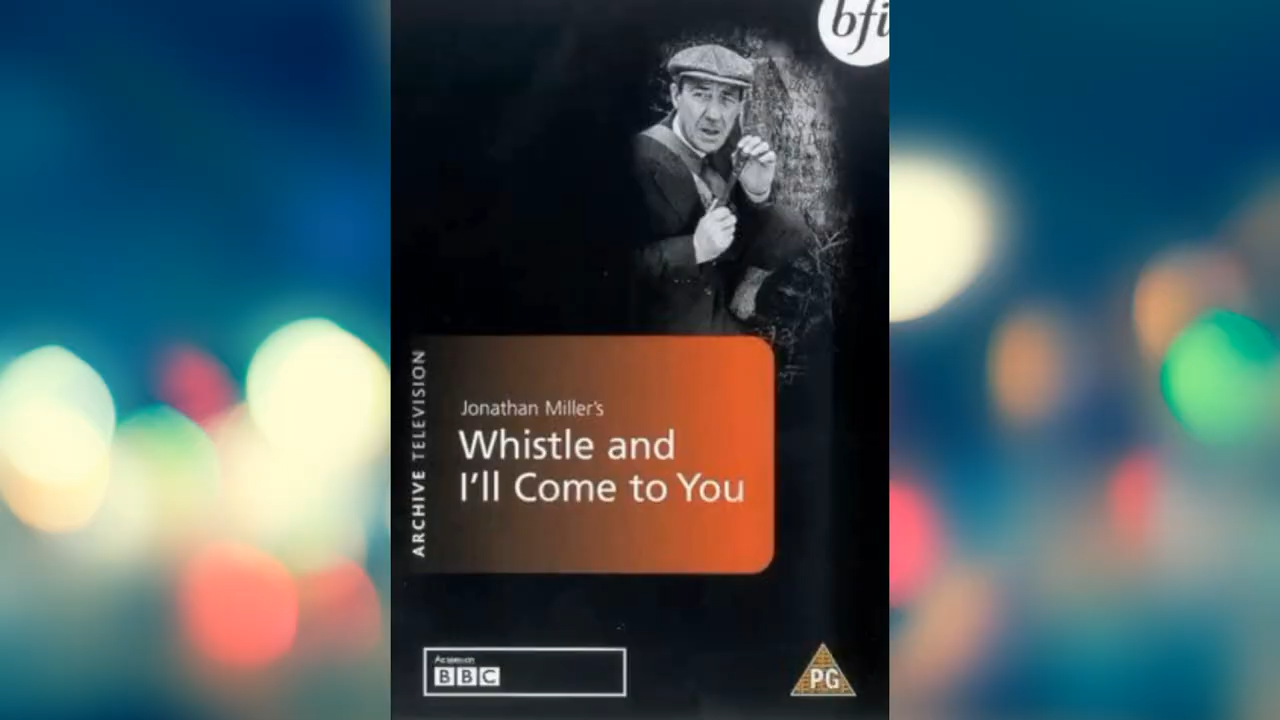 bfi
ARCHIVE TELEVISION
Jonathan Miller's
Whistle and
I'll Come to You
BBC
PG